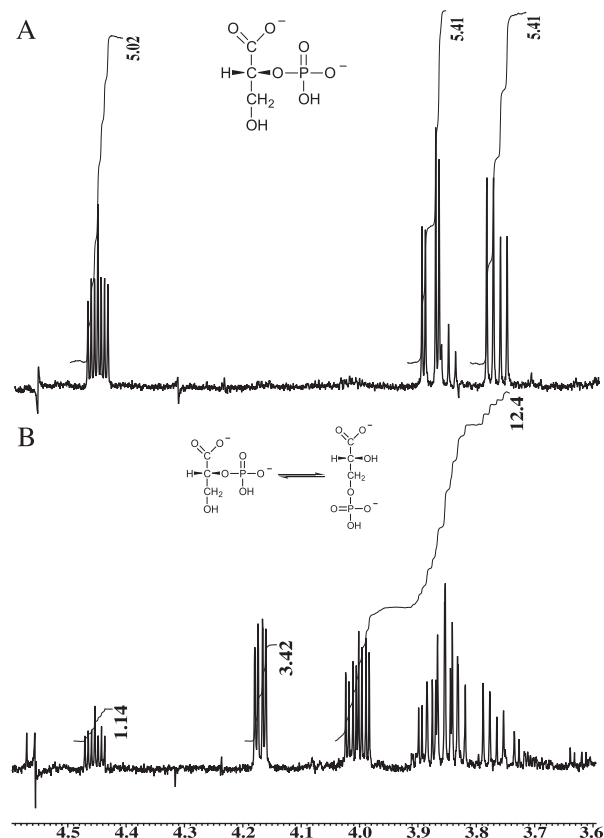 A
5.02
5.41
5.41
O
O−
C
H
C
O
P
O−
O
OH
CH2
OH
B
12.4
O
O−
C
H
C
O
P
O−
O
OH
CH2
OH
O
O−
C
H
C
OH
CH2
O
O=P
O−
OH
1.14
3.42
4.5 4.4 4.3 4.2 4.1 4.0 3.9 3.8 3.7 3.6